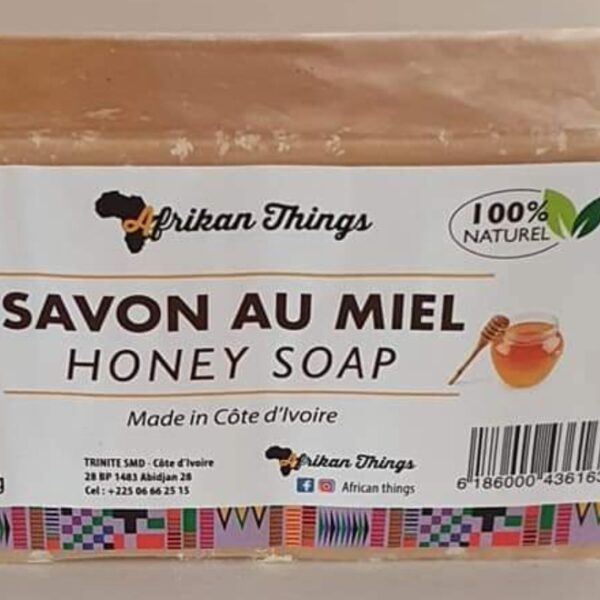 Afrikan Things
100%
NATUREL
SAVON AU MIEL
HONEY SOAP
Made in Côte d'Ivoire
TRINITE SMD - Côte d'Ivoire
28 BP 1483 Abidjan 28
Cel : +225 06 66 25 15
g
Afrikan Things
African things
6 186000 436163